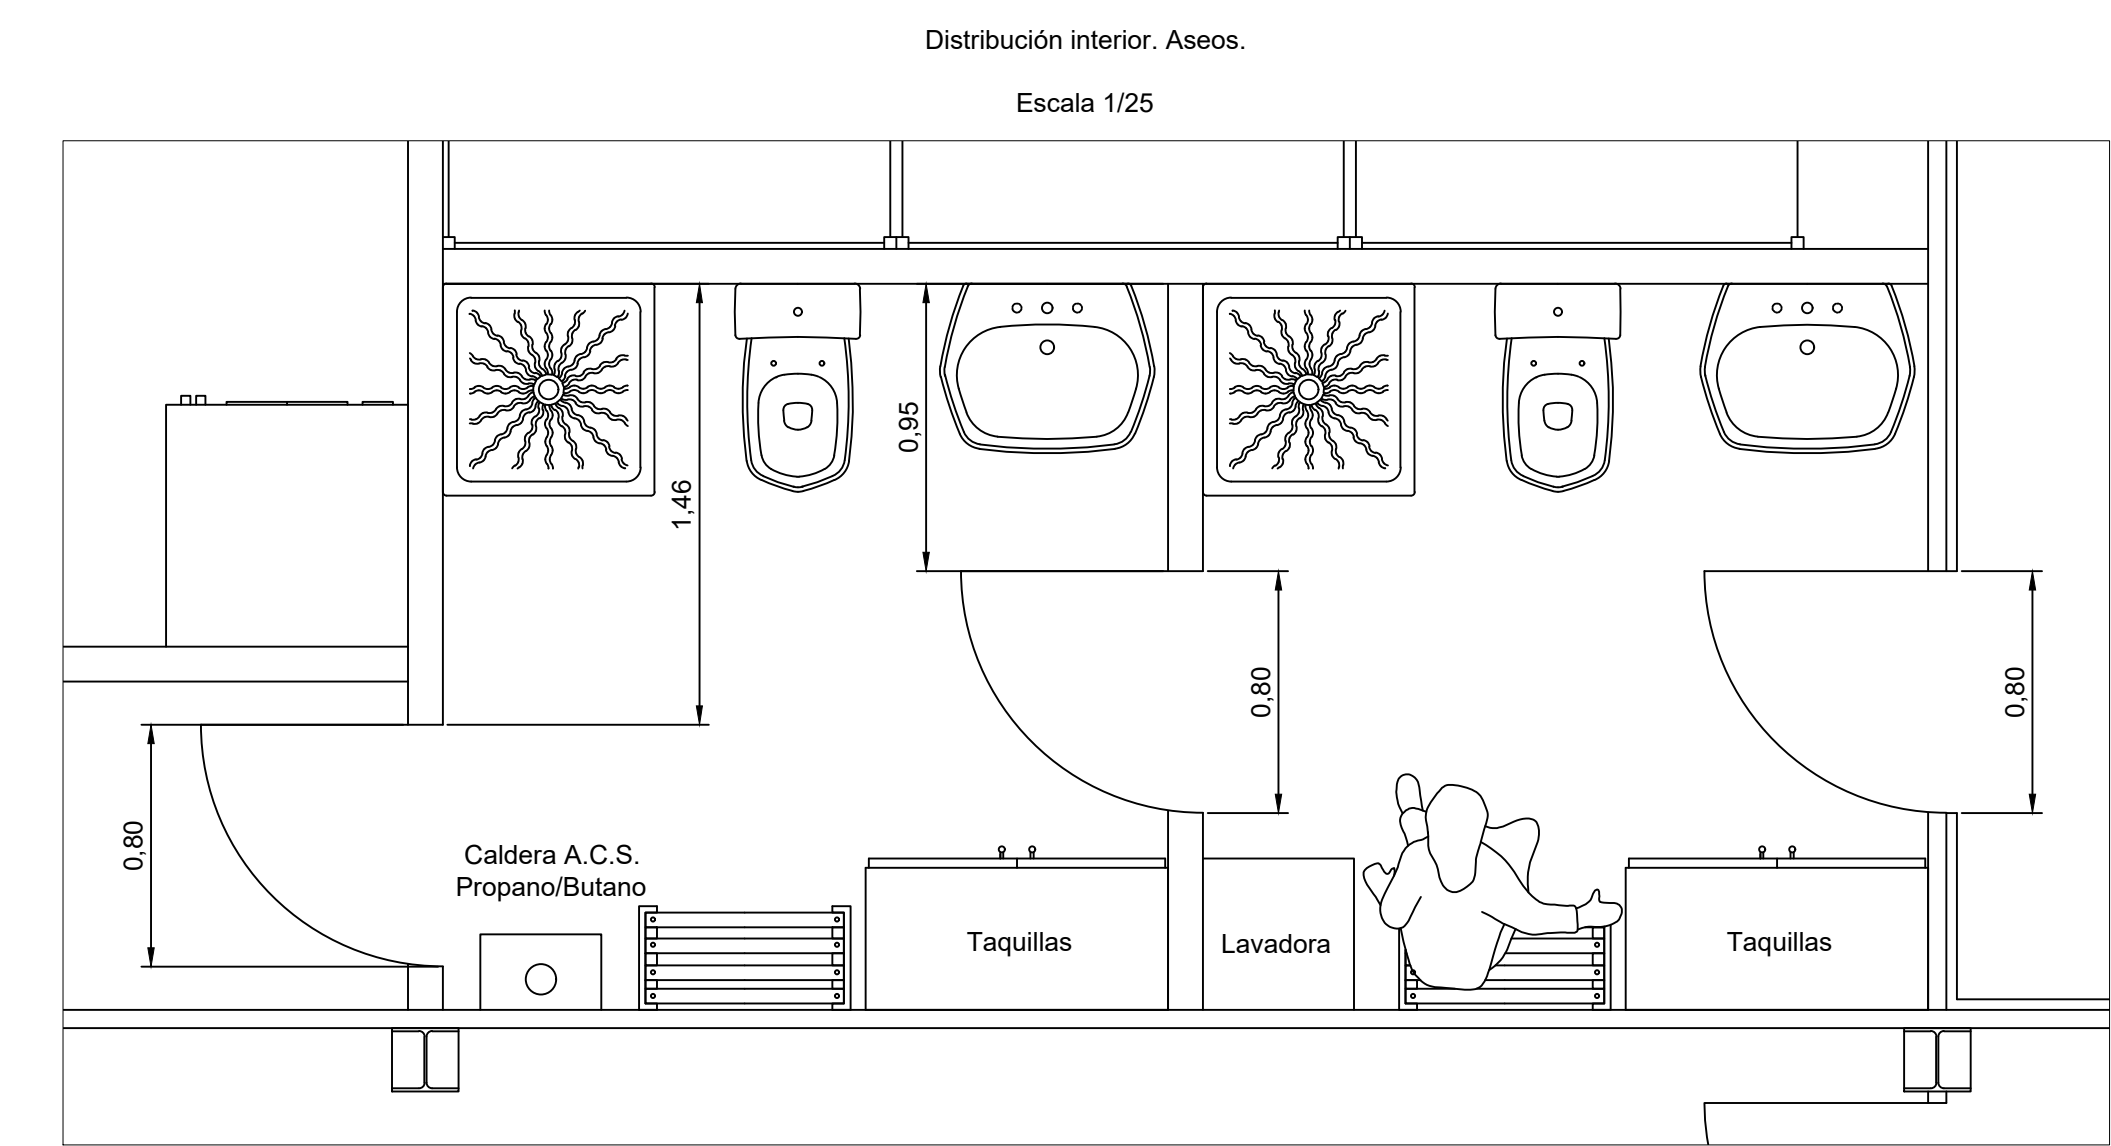 Distribución interior. Aseos.
Escala 1/25
0,95
1,46
0,80
0,80
0,80
Caldera A.C.S.
Propano/Butano
Taquillas
Lavadora
Taquillas